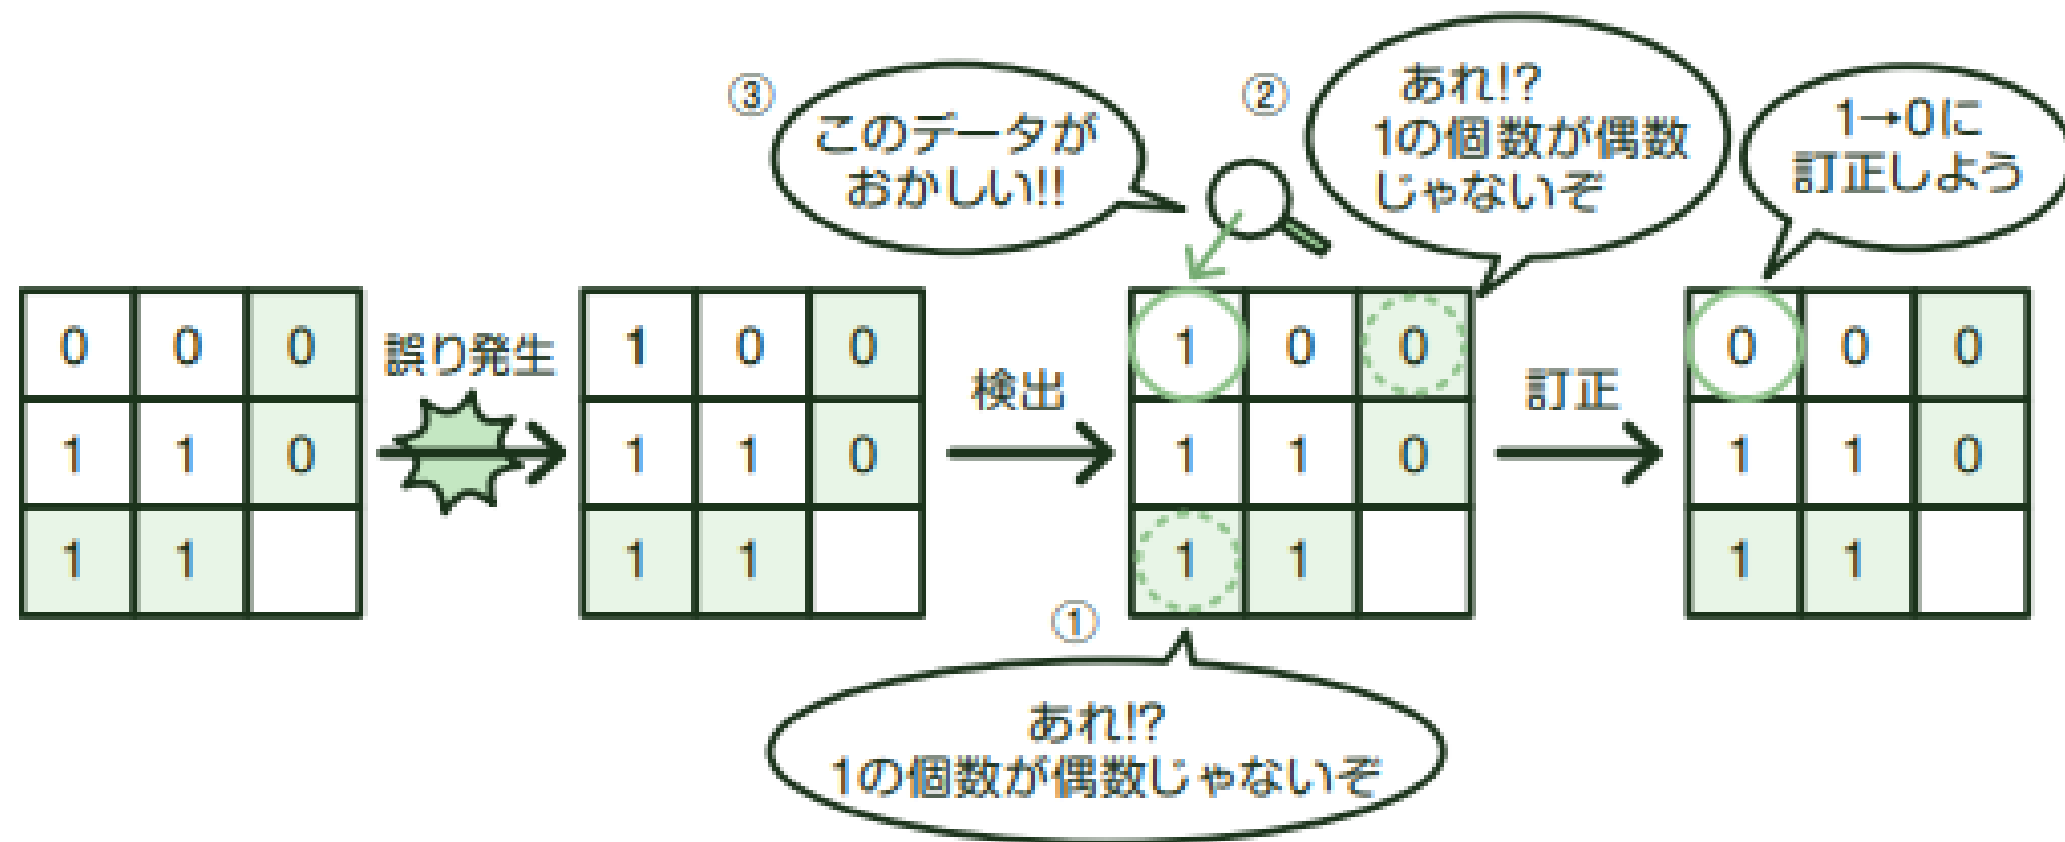 ③
このデータが
おかしい!!
②
あれ!?
1の個数が偶数
じゃないぞ
1→0に
訂正しよう
0 0 0
1 1 0
1 1
誤り発生
1 0 0
1 1 0
1 1
検出
1 0 0
1 1 0
1 1
訂正
0 0 0
1 1 0
1 1
①
あれ!?
1の個数が偶数じゃないぞ